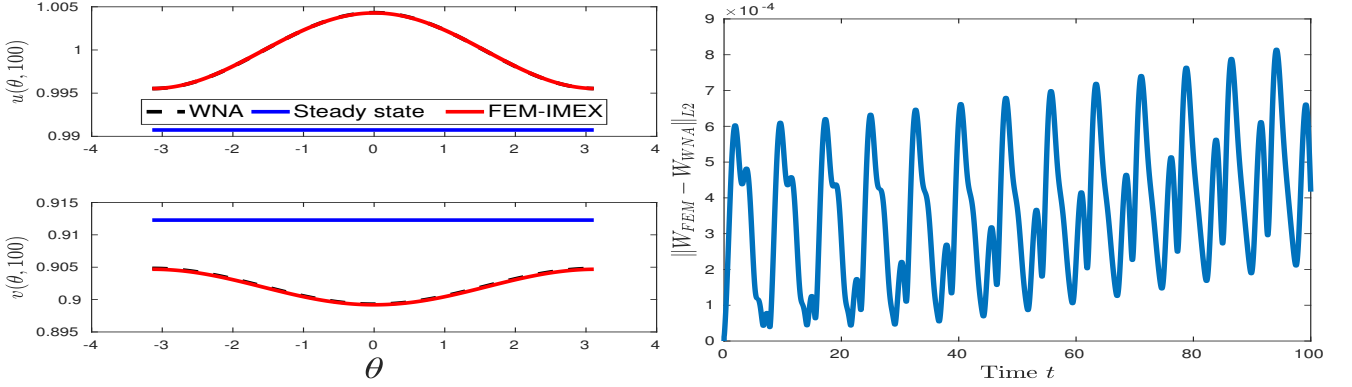 u(θ, 100)
1.005
1
0.995
0.99
WNA Steady state FEM-IMEX
-4 -3 -2 -1 0 1 2 3 4
v(θ, 100)
0.915
0.91
0.905
0.9
0.895
-4 -3 -2 -1 0 1 2 3 4
θ
×10⁻⁴
‖W_FEM − W_WNA‖_L2
9
8
7
6
5
4
3
2
1
0
0 20 40 60 80 100
Time t